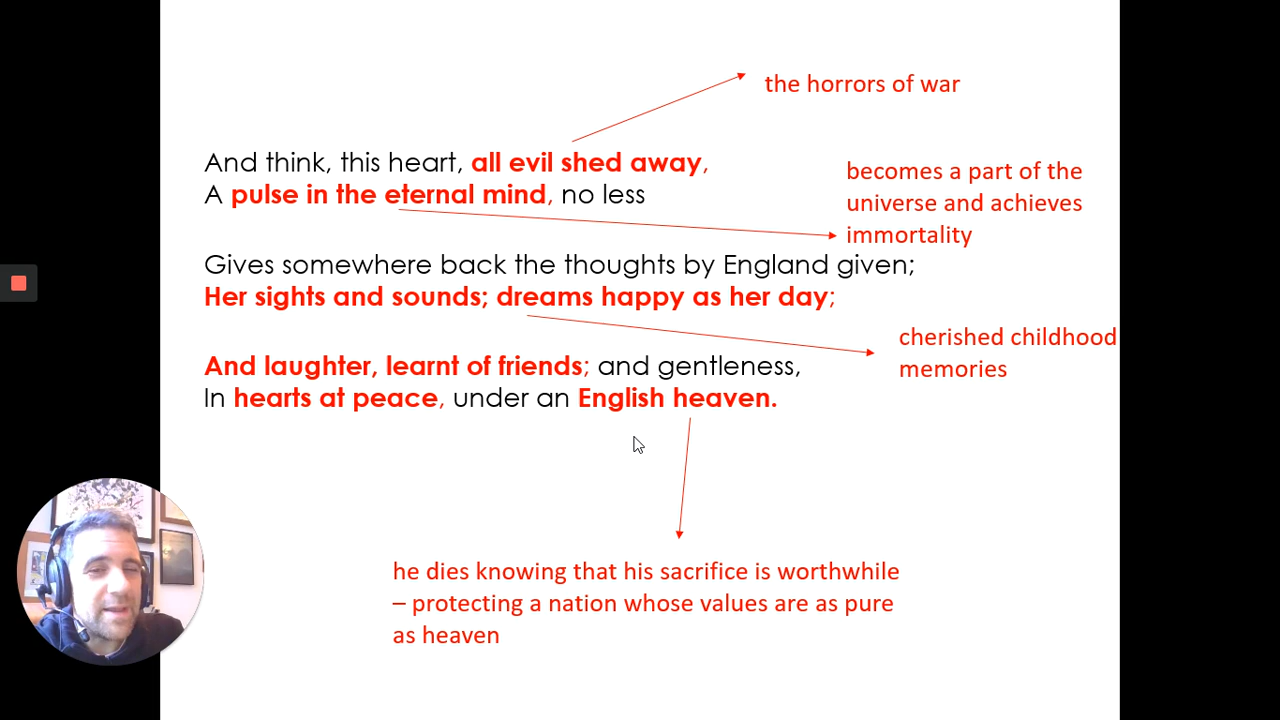 the horrors of war
And think, this heart, all evil shed away,
A pulse in the eternal mind, no less
becomes a part of the
universe and achieves
immortality
Gives somewhere back the thoughts by England given;
Her sights and sounds; dreams happy as her day;
cherished childhood
memories
And laughter, learnt of friends; and gentleness,
In hearts at peace, under an English heaven.
he dies knowing that his sacrifice is worthwhile
– protecting a nation whose values are as pure
as heaven